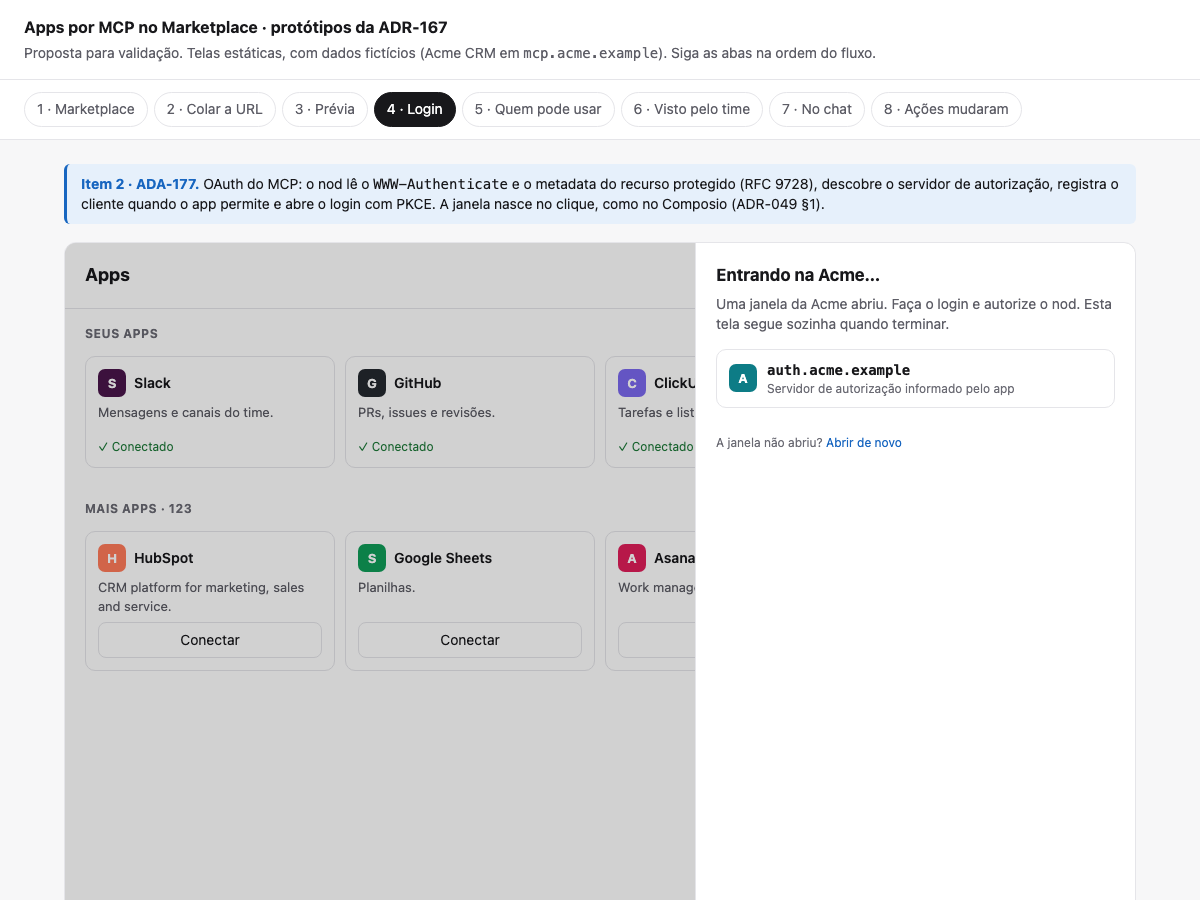 Apps por MCP no Marketplace · protótipos da ADR-167
Proposta para validação. Telas estáticas, com dados fictícios (Acme CRM em mcp.acme.example). Siga as abas na ordem do fluxo.
1 · Marketplace
2 · Colar a URL
3 · Prévia
4 · Login
5 · Quem pode usar
6 · Visto pelo time
7 · No chat
8 · Ações mudaram
Item 2 · ADA-177. OAuth do MCP: o nod lê o WWW-Authenticate e o metadata do recurso protegido (RFC 9728), descobre o servidor de autorização, registra o
cliente quando o app permite e abre o login com PKCE. A janela nasce no clique, como no Composio (ADR-049 §1).
Apps
SEUS APPS
S
Slack
Mensagens e canais do time.
✓ Conectado
G
GitHub
PRs, issues e revisões.
✓ Conectado
C
ClickU
Tarefas e list
✓ Conectado
MAIS APPS · 123
H
HubSpot
CRM platform for marketing, sales
and service.
Conectar
S
Google Sheets
Planilhas.
Conectar
A
Asana
Work manag
Entrando na Acme...
Uma janela da Acme abriu. Faça o login e autorize o nod. Esta
tela segue sozinha quando terminar.
A
auth.acme.example
Servidor de autorização informado pelo app
A janela não abriu? Abrir de novo